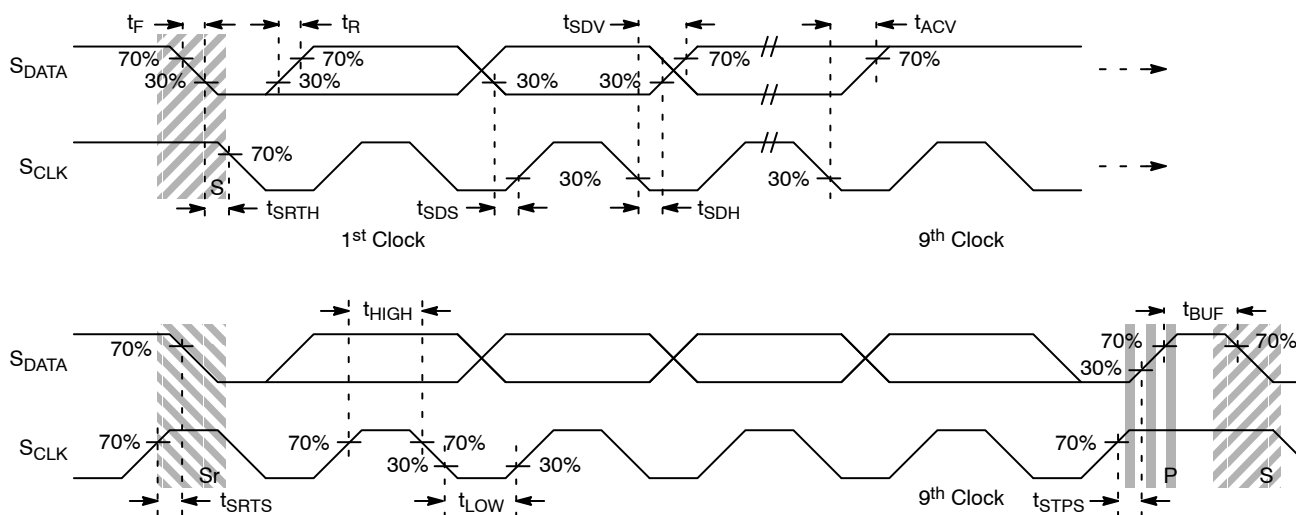 tF tR tSDV tACV
SDATA 70% 30% 70% 30% 30% 30% 70% 70%
SCLK 70% 30% 30%
S
tSRTH tSDS tSDH
1st Clock 9th Clock
tHIGH tBUF
SDATA 70% 70% 30% 70%
SCLK 70% 70% 70% 30% 30% 70%
Sr P S
tSRTS tLOW 9th Clock tSTPS